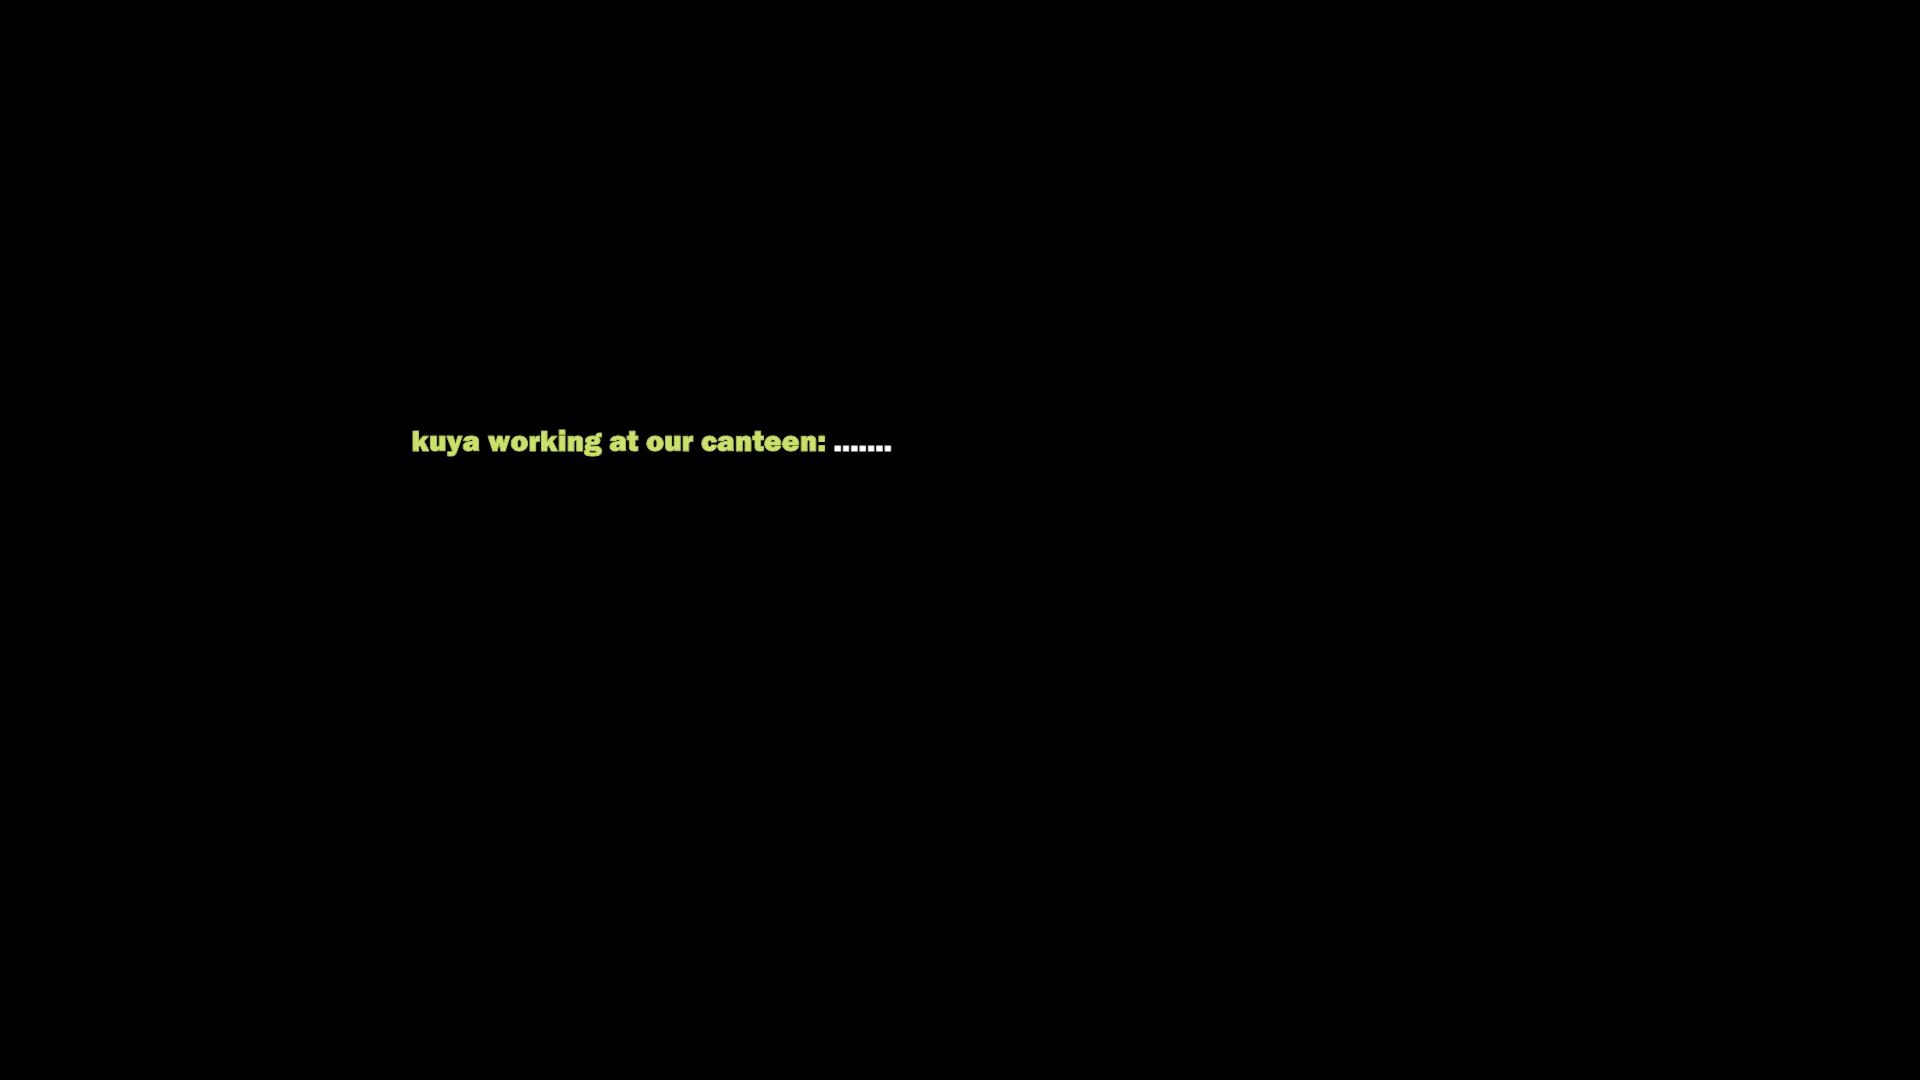 kuya working at our canteen: .......